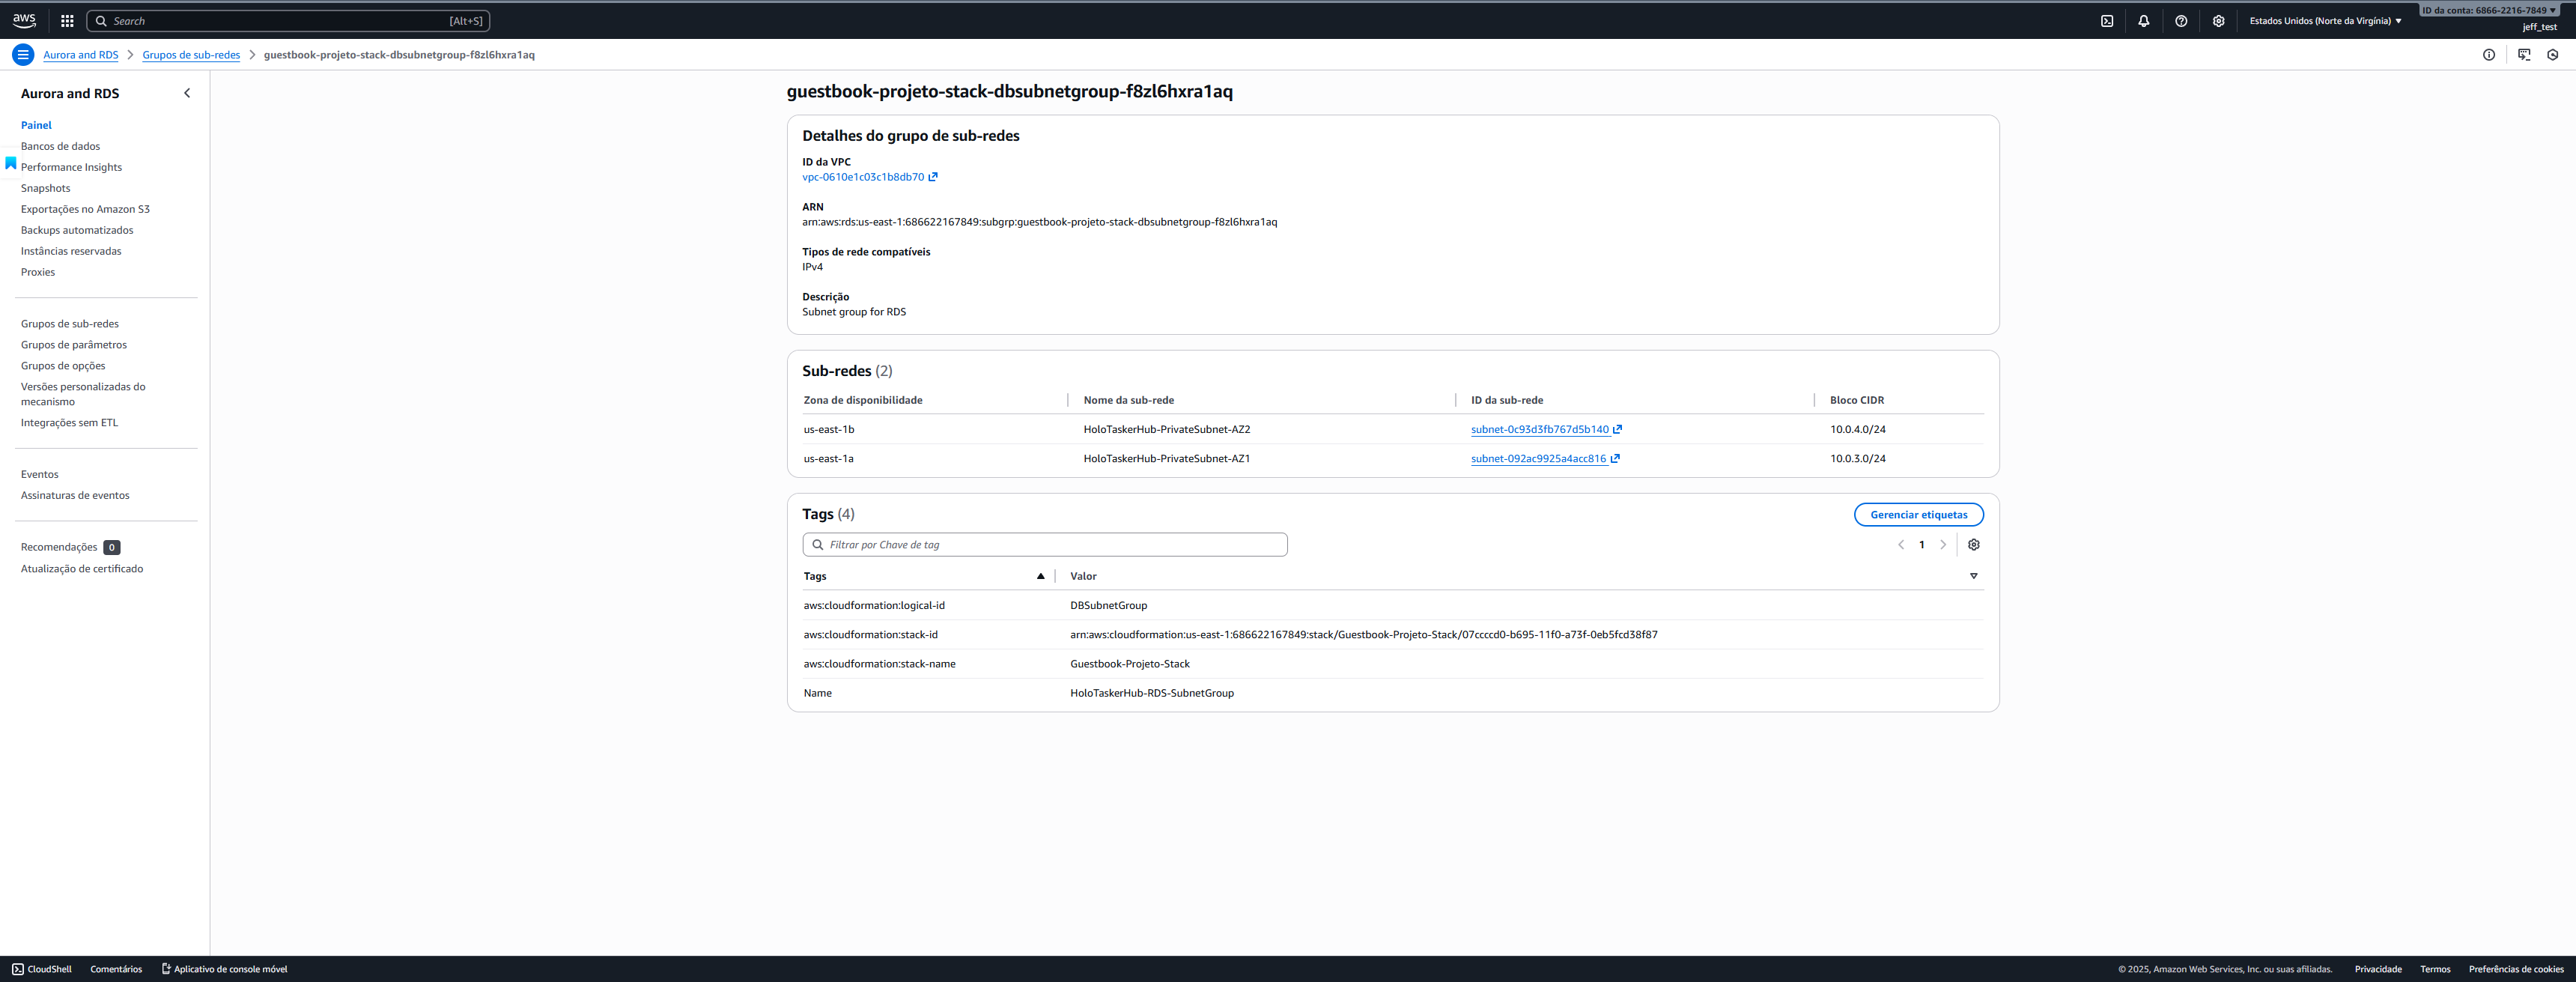 aws
Search [Alt+S]
Estados Unidos (Norte da Virgínia)
ID da conta: 6866-2216-7849
jeff_test
Aurora and RDS
Grupos de sub-redes
guestbook-projeto-stack-dbsubnetgroup-f8zl6hxra1aq
Aurora and RDS
Painel
Bancos de dados
Performance Insights
Snapshots
Exportações no Amazon S3
Backups automatizados
Instâncias reservadas
Proxies
Grupos de sub-redes
Grupos de parâmetros
Grupos de opções
Versões personalizadas do
mecanismo
Integrações sem ETL
Eventos
Assinaturas de eventos
Recomendações 0
Atualização de certificado
guestbook-projeto-stack-dbsubnetgroup-f8zl6hxra1aq
Detalhes do grupo de sub-redes
ID da VPC
vpc-0610e1c03c1b8db70
ARN
arn:aws:rds:us-east-1:686622167849:subgrp:guestbook-projeto-stack-dbsubnetgroup-f8zl6hxra1aq
Tipos de rede compatíveis
IPv4
Descrição
Subnet group for RDS
Sub-redes (2)
Zona de disponibilidade Nome da sub-rede ID da sub-rede Bloco CIDR
us-east-1b HoloTaskerHub-PrivateSubnet-AZ2 subnet-0c93d3fb767d5b140 10.0.4.0/24
us-east-1a HoloTaskerHub-PrivateSubnet-AZ1 subnet-092ac9925a4acc816 10.0.3.0/24
Tags (4)
Gerenciar etiquetas
Filtrar por Chave de tag
1
Tags Valor
aws:cloudformation:logical-id DBSubnetGroup
aws:cloudformation:stack-id arn:aws:cloudformation:us-east-1:686622167849:stack/Guestbook-Projeto-Stack/07ccccd0-b695-11f0-a73f-0eb5fcd38f87
aws:cloudformation:stack-name Guestbook-Projeto-Stack
Name HoloTaskerHub-RDS-SubnetGroup
CloudShell Comentários Aplicativo de console móvel
© 2025, Amazon Web Services, Inc. ou suas afiliadas. Privacidade Termos Preferências de cookies